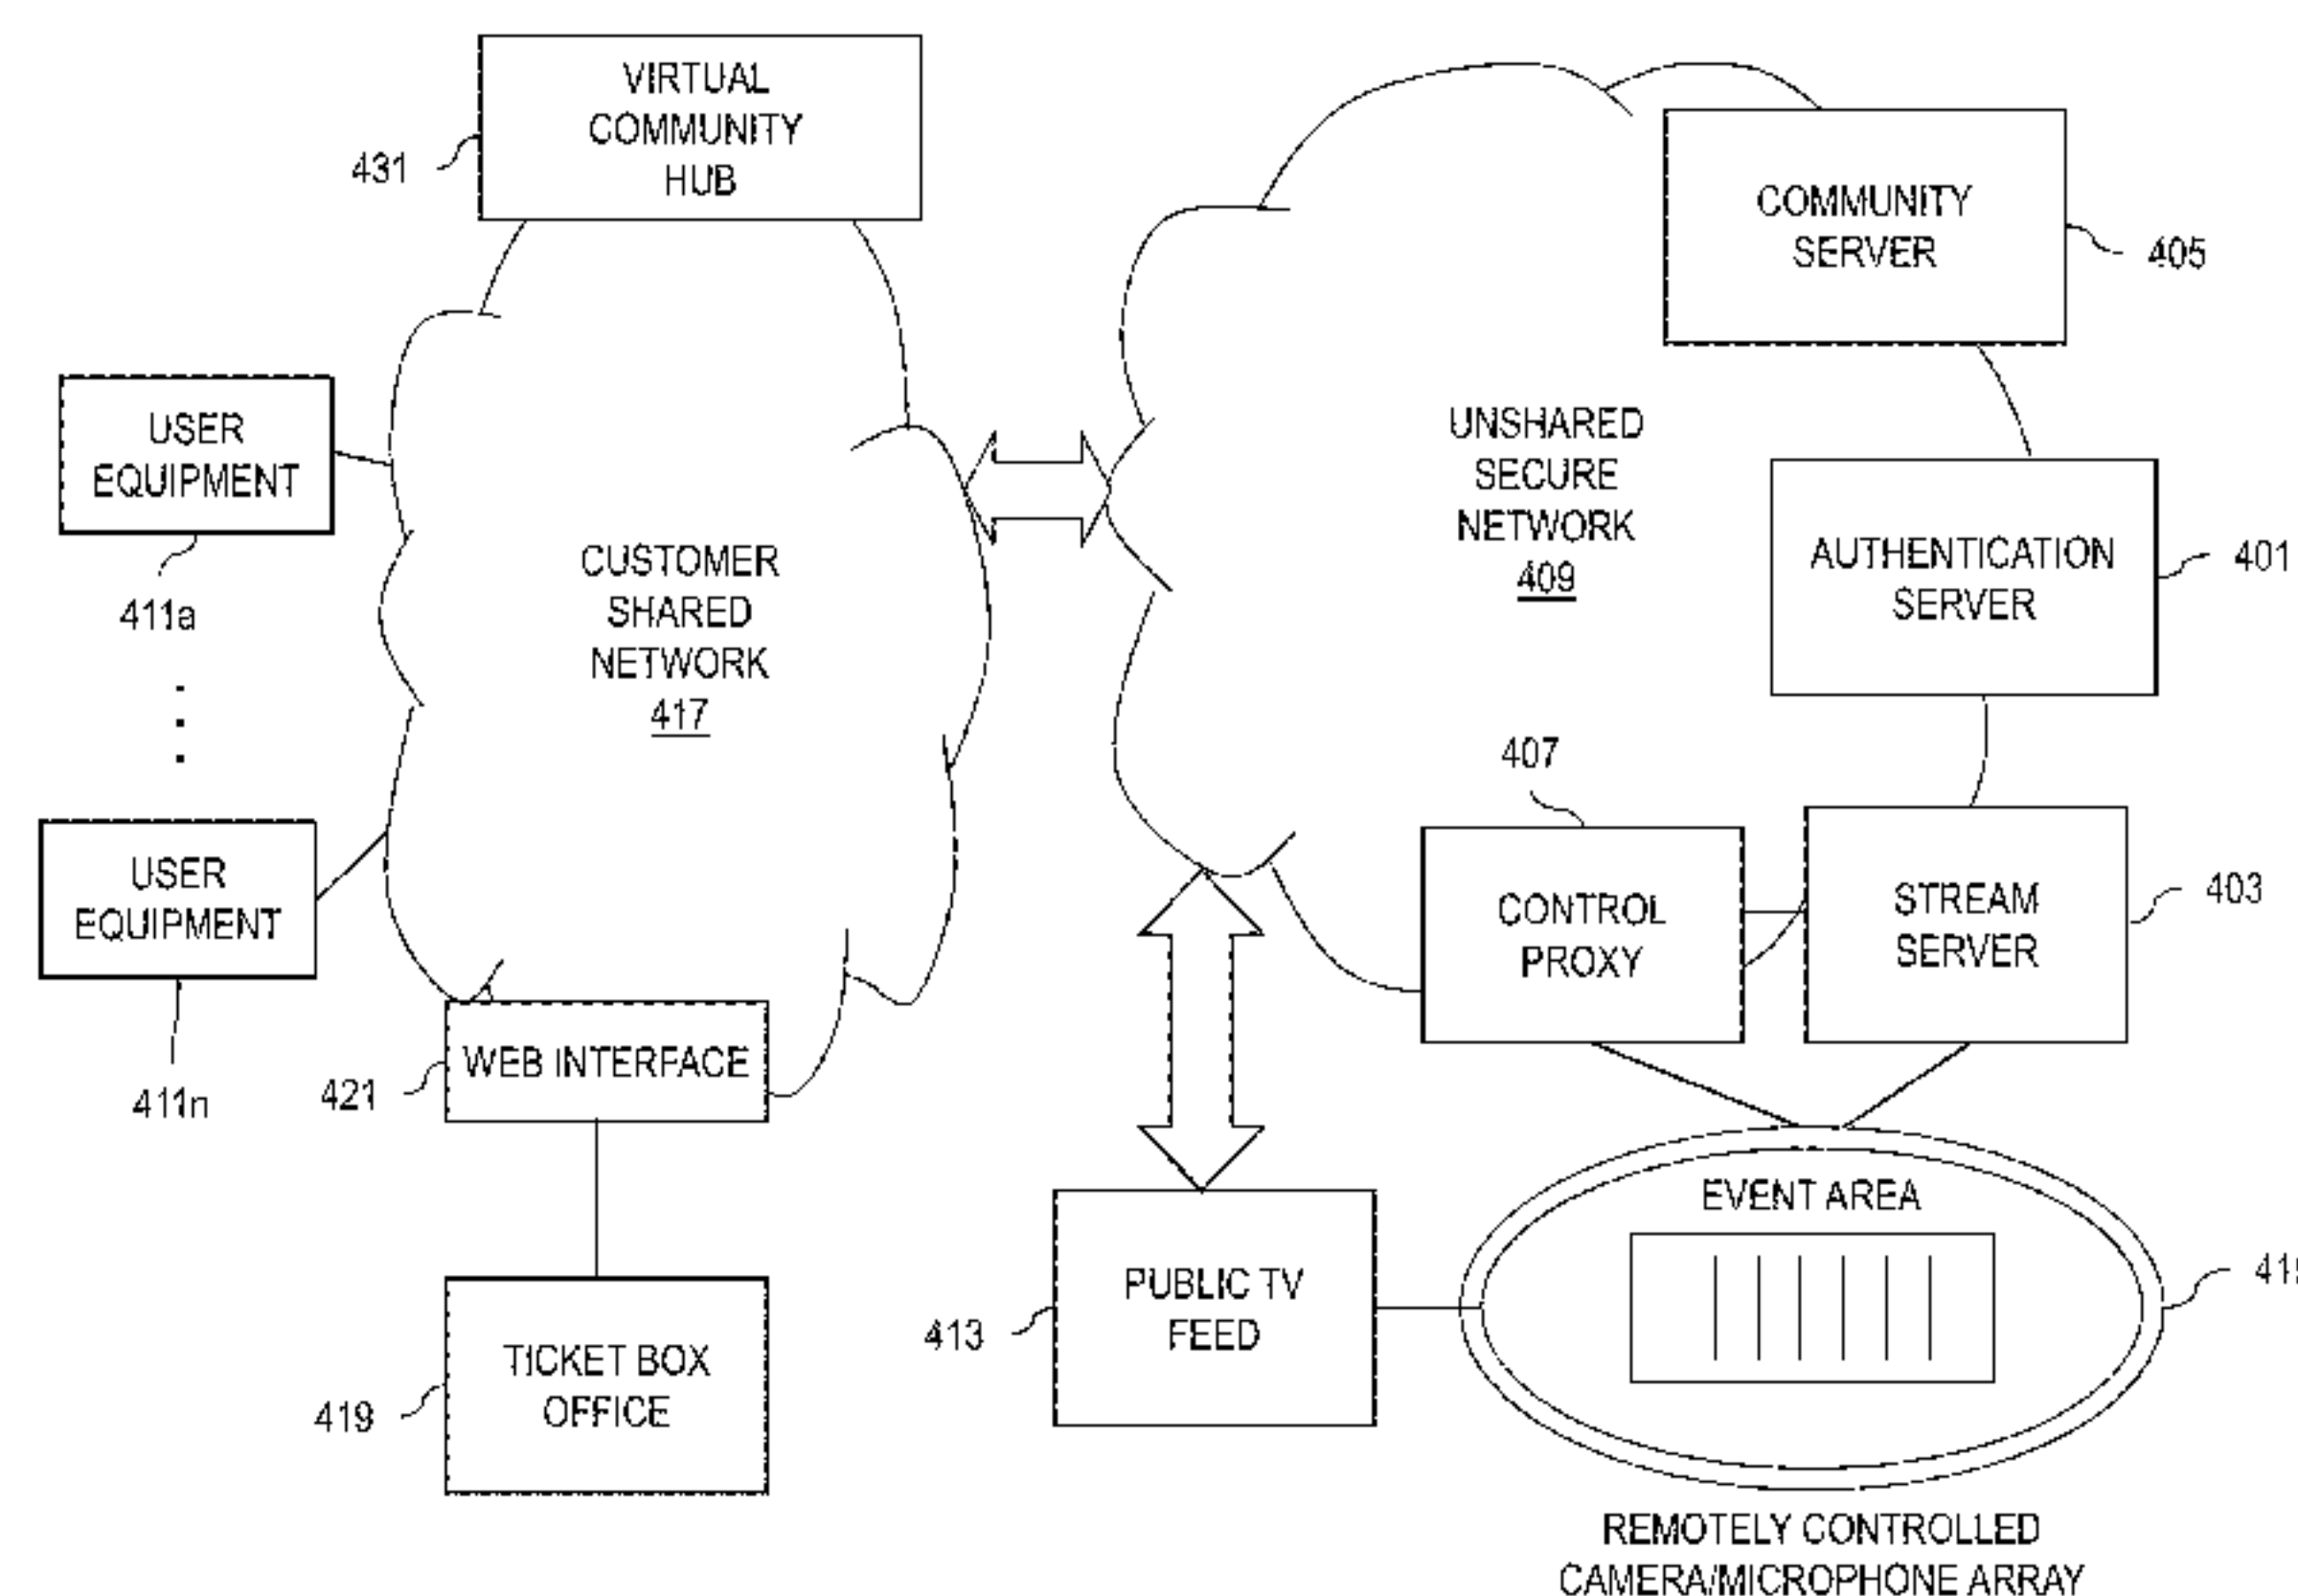 VIRTUAL
COMMUNITY
HUB
431
COMMUNITY
SERVER
405
USER
EQUIPMENT
411a
UNSHARED
SECURE
NETWORK
409
CUSTOMER
SHARED
NETWORK
417
AUTHENTICATION
SERVER
401
407
USER
EQUIPMENT
411n
CONTROL
PROXY
STREAM
SERVER
403
WEB INTERFACE
421
EVENT AREA
PUBLIC TV
FEED
413
TICKET BOX
OFFICE
419
REMOTELY CONTROLLED
CAMERA/MICROPHONE ARRAY